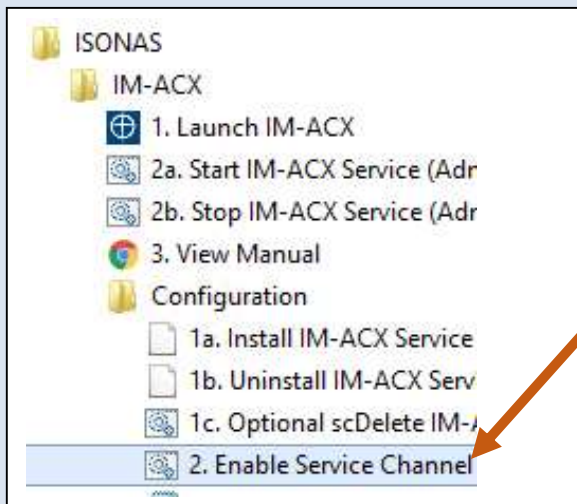 ISONAS
IM-ACX
1. Launch IM-ACX
2a. Start IM-ACX Service (Adr
2b. Stop IM-ACX Service (Adr
3. View Manual
Configuration
1a. Install IM-ACX Service
1b. Uninstall IM-ACX Serv
1c. Optional scDelete IM-
2. Enable Service Channel